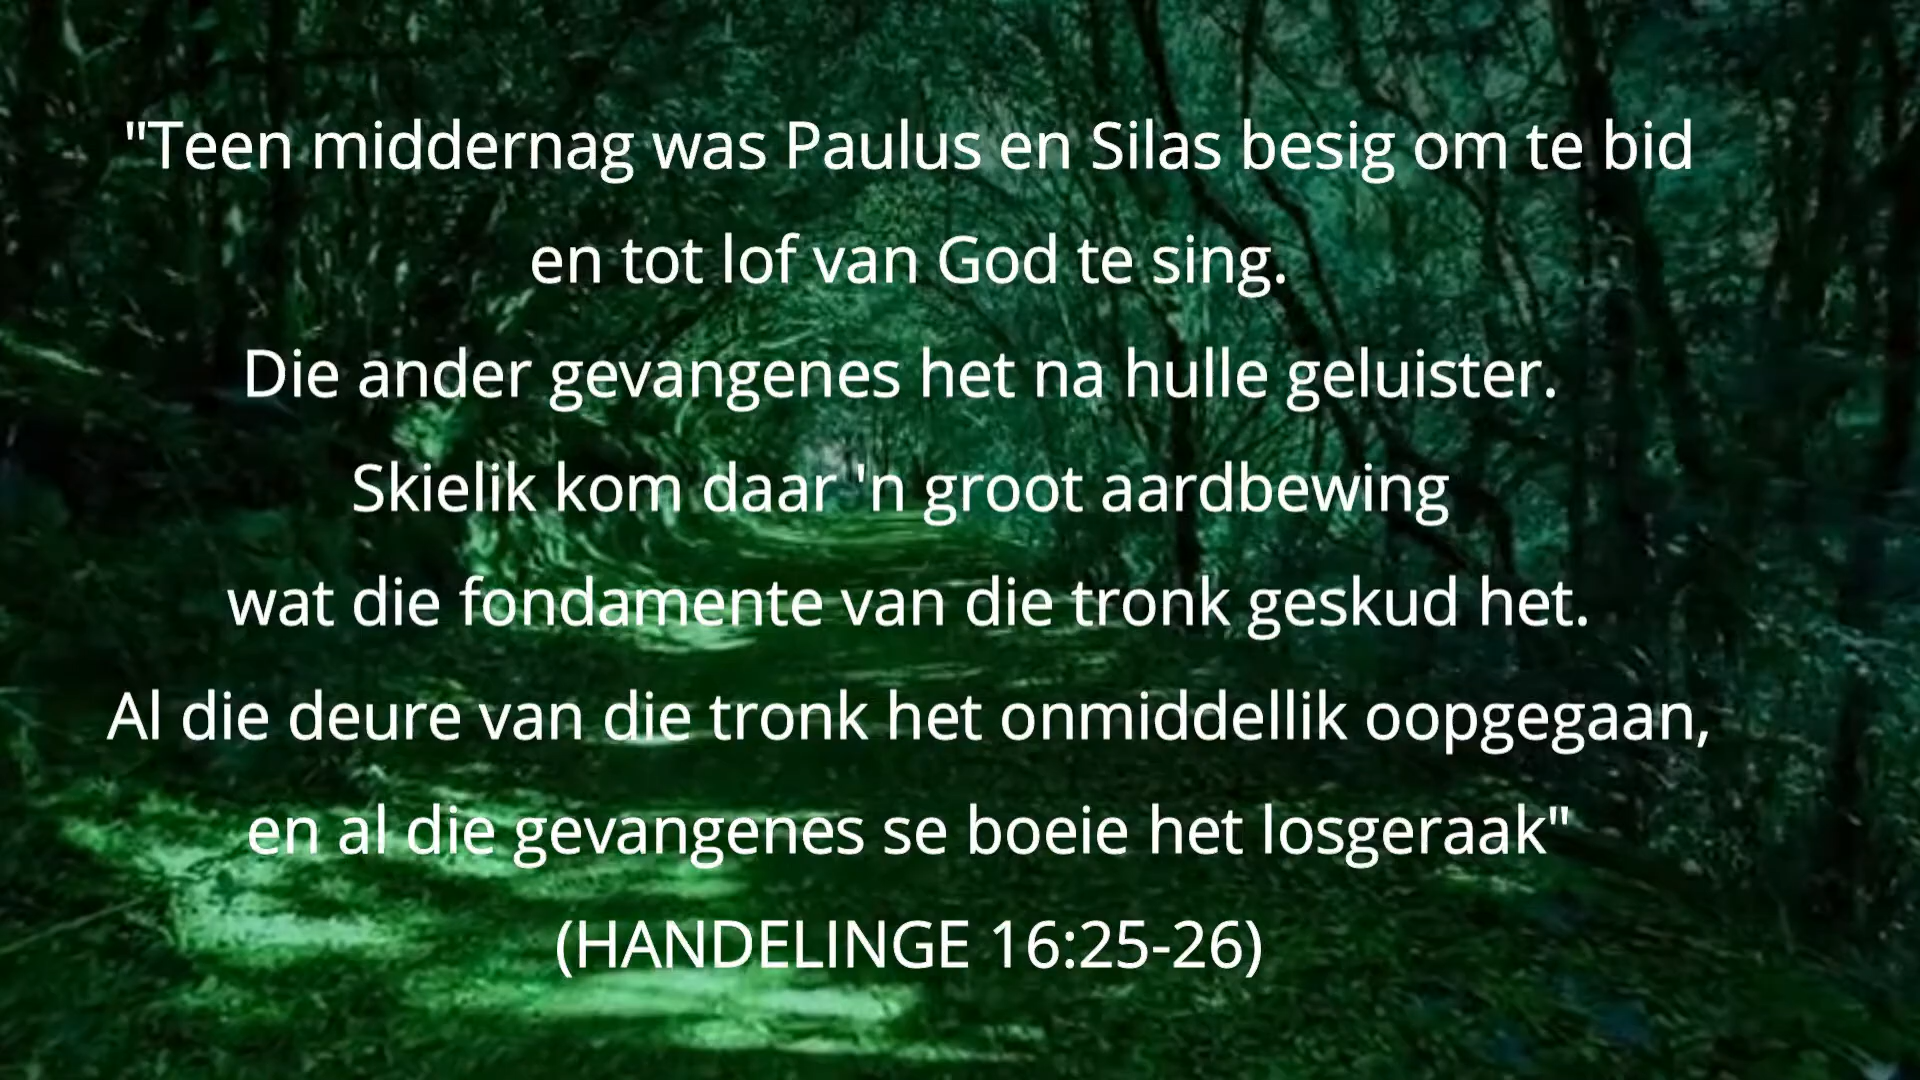 "Teen middernag was Paulus en Silas besig om te bid
en tot lof van God te sing.
Die ander gevangenes het na hulle geluister.
Skielik kom daar 'n groot aardbewing
wat die fondamente van die tronk geskud het.
Al die deure van die tronk het onmiddellik oopgegaan,
en al die gevangenes se boeie het losgeraak"
(HANDELINGE 16:25-26)